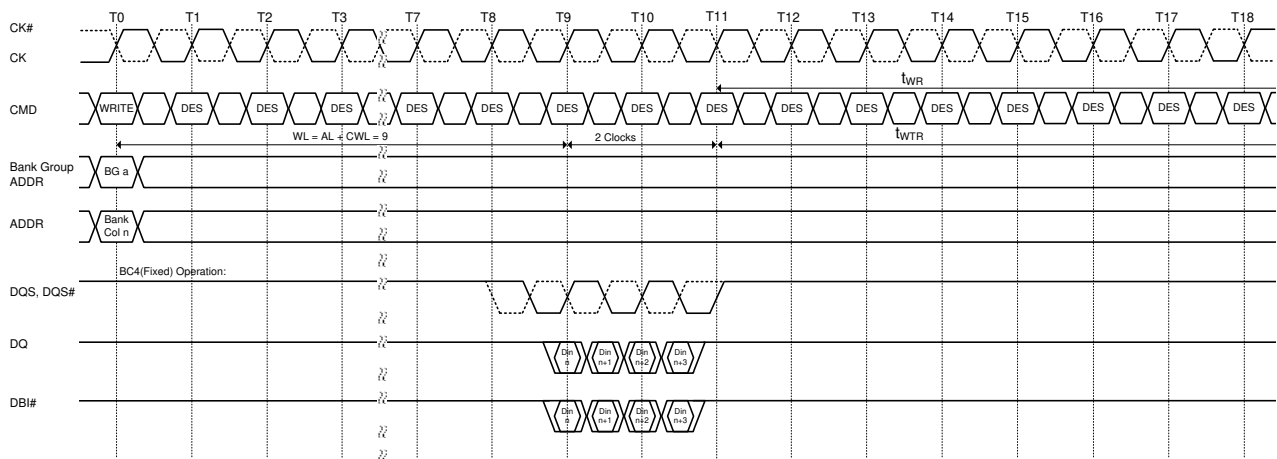 T0 T1 T2 T3 T7 T8 T9 T10 T11 T12 T13 T14 T15 T16 T17 T18
CK#
CK
tWR
CMD WRITE DES DES DES DES DES DES DES DES DES DES DES DES DES DES DES
WL = AL + CWL = 9 2 Clocks tWTR
Bank Group
ADDR
BG a
ADDR
Bank
Col n
BC4(Fixed) Operation:
DQS, DQS#
DQ
Din Din Din Din
n n+1 n+2 n+3
DBI#
Din Din Din Din
n n+1 n+2 n+3